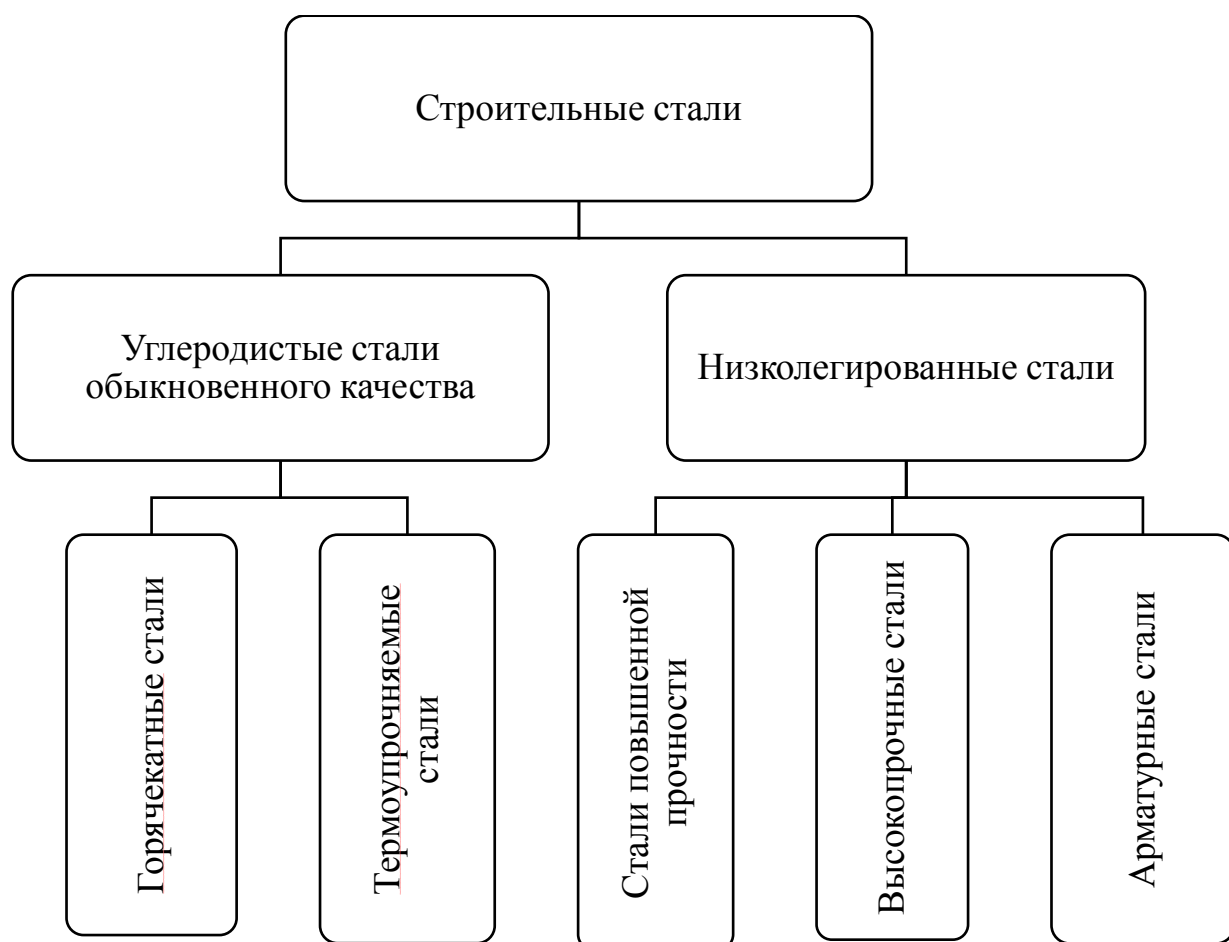 Строительные стали
Углеродистые стали
обыкновенного качества
Низколегированные стали
Горячекатные стали
Термоупрочняемые
стали
Стали повышенной
прочности
Высокопрочные стали
Арматурные стали